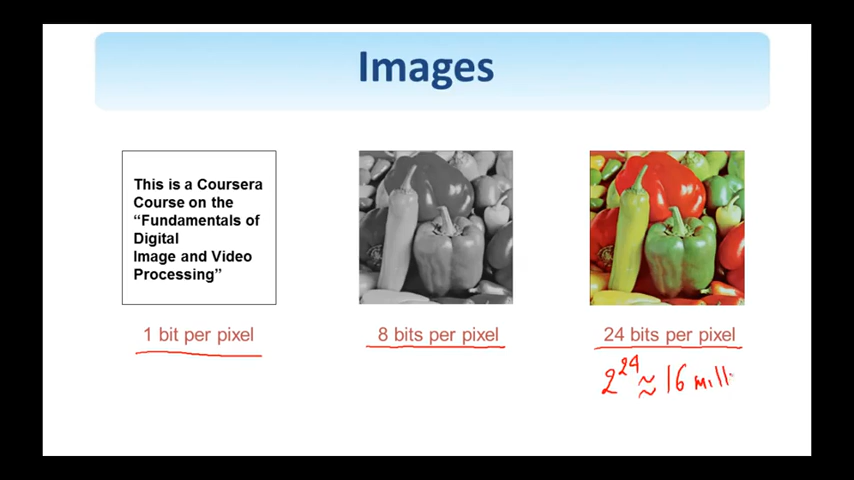 Images
This is a Coursera
Course on the
“Fundamentals of
Digital
Image and Video
Processing”
1 bit per pixel
8 bits per pixel
24 bits per pixel
2^24 ≈ 16 mill